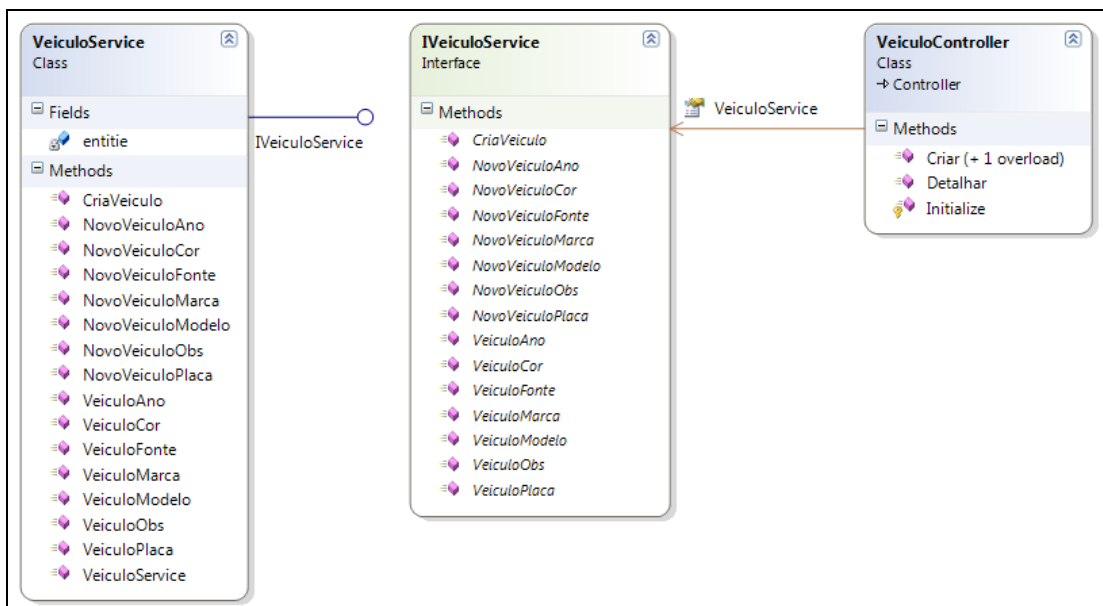 VeiculoService
Class
Fields
entitie
Methods
CriaVeiculo
NovoVeiculoAno
NovoVeiculoCor
NovoVeiculoFonte
NovoVeiculoMarca
NovoVeiculoModelo
NovoVeiculoObs
NovoVeiculoPlaca
VeiculoAno
VeiculoCor
VeiculoFonte
VeiculoMarca
VeiculoModelo
VeiculoObs
VeiculoPlaca
VeiculoService
IVeiculoService
IVeiculoService
Interface
Methods
CriaVeiculo
NovoVeiculoAno
NovoVeiculoCor
NovoVeiculoFonte
NovoVeiculoMarca
NovoVeiculoModelo
NovoVeiculoObs
NovoVeiculoPlaca
VeiculoAno
VeiculoCor
VeiculoFonte
VeiculoMarca
VeiculoModelo
VeiculoObs
VeiculoPlaca
VeiculoService
VeiculoController
Class
Controller
Methods
Criar (+ 1 overload)
Detalhar
Initialize